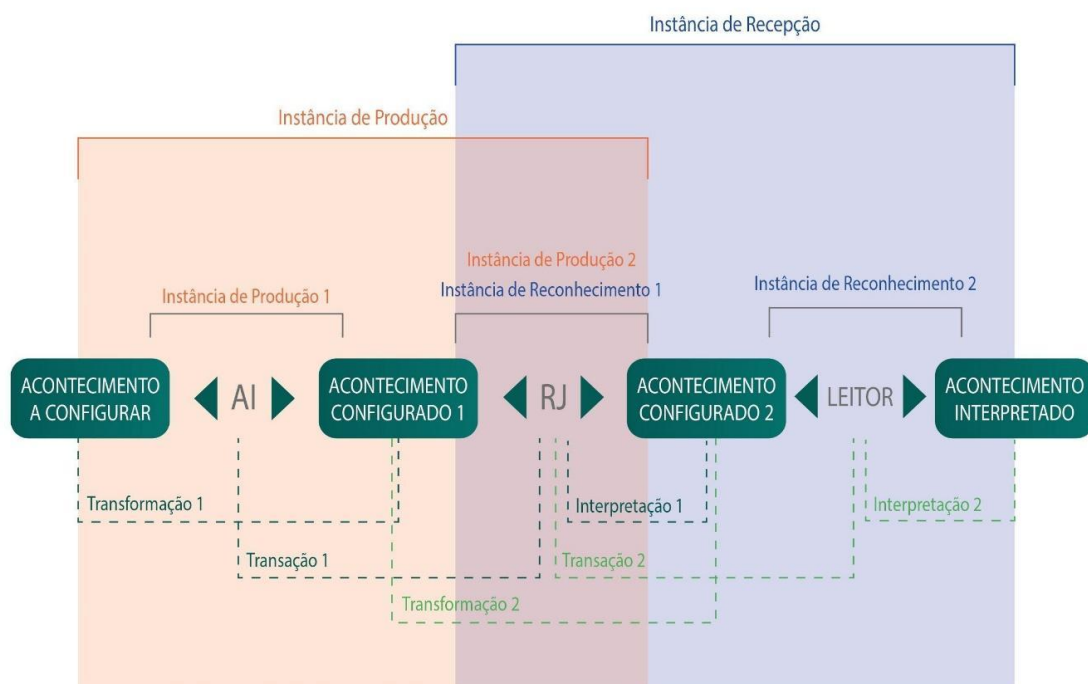 Instância de Recepção
Instância de Produção
Instância de Produção 2
Instância de Produção 1
Instância de Reconhecimento 1
Instância de Reconhecimento 2
ACONTECIMENTO
A CONFIGURAR
AI
ACONTECIMENTO
CONFIGURADO 1
RJ
ACONTECIMENTO
CONFIGURADO 2
LEITOR
ACONTECIMENTO
INTERPRETADO
Transformação 1
Interpretação 1
Interpretação 2
Transação 1
Transação 2
Transformação 2